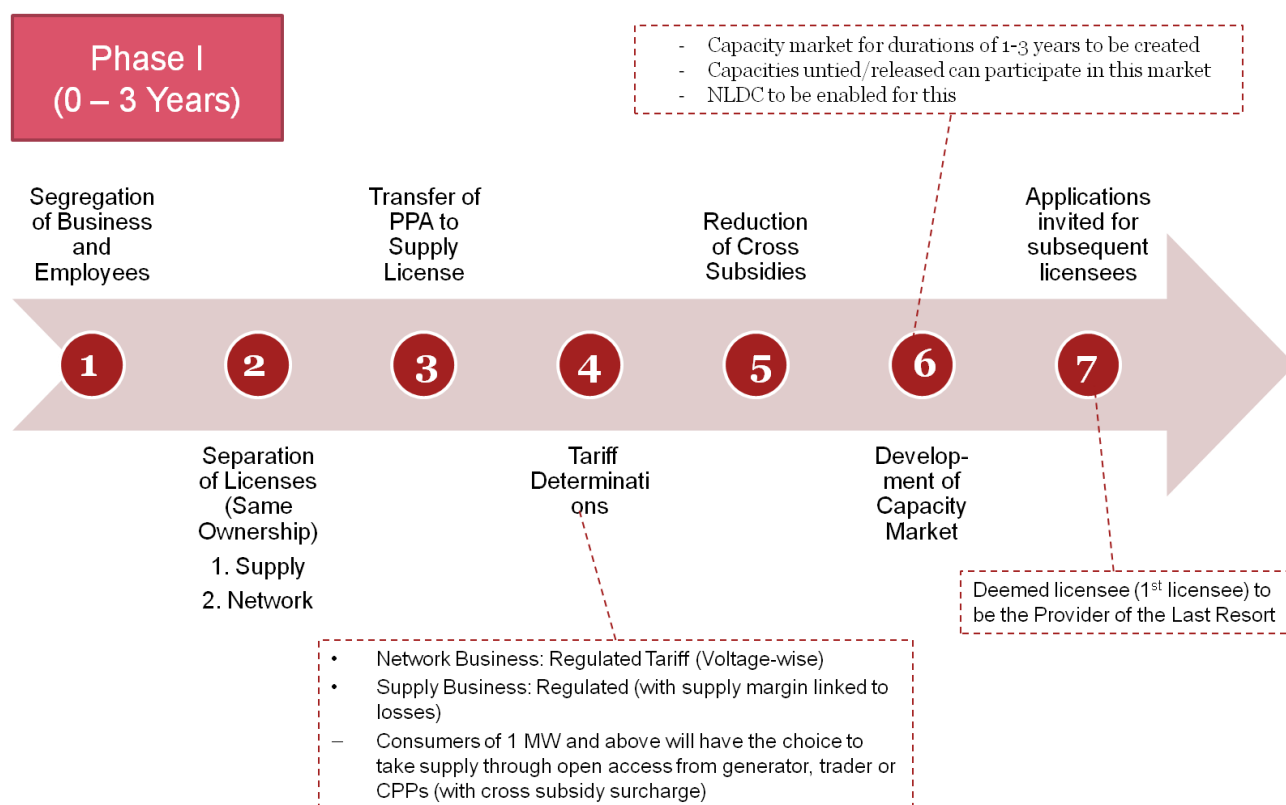 Phase I
(0 – 3 Years)
- Capacity market for durations of 1-3 years to be created
- Capacities untied/released can participate in this market
- NLDC to be enabled for this
Segregation
of Business
and
Employees
Transfer of
PPA to
Supply
License
Reduction
of Cross
Subsidies
Applications
invited for
subsequent
licensees
1
2
3
4
5
6
7
Separation
of Licenses
(Same
Ownership)
1. Supply
2. Network
Tariff
Determinati
ons
Develop-
ment of
Capacity
Market
Deemed licensee (1st licensee) to
be the Provider of the Last Resort
• Network Business: Regulated Tariff (Voltage-wise)
• Supply Business: Regulated (with supply margin linked to
losses)
– Consumers of 1 MW and above will have the choice to
take supply through open access from generator, trader or
CPPs (with cross subsidy surcharge)